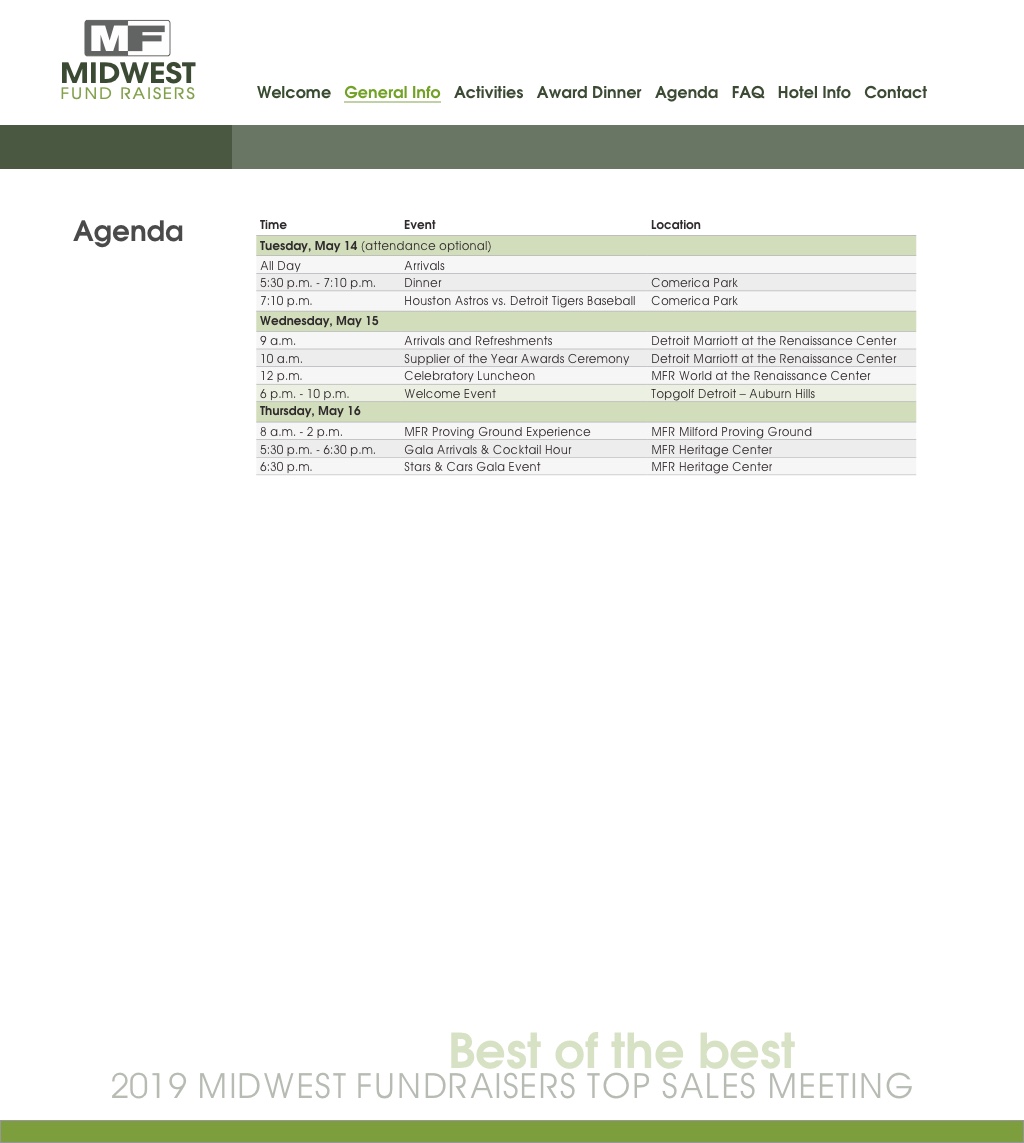 MF
MIDWEST
FUND RAISERS
Welcome General Info Activities Award Dinner Agenda FAQ Hotel Info Contact
Agenda
Time Event Location
Tuesday, May 14 (attendance optional)
All Day Arrivals
5:30 p.m. - 7:10 p.m. Dinner Comerica Park
7:10 p.m. Houston Astros vs. Detroit Tigers Baseball Comerica Park
Wednesday, May 15
9 a.m. Arrivals and Refreshments Detroit Marriott at the Renaissance Center
10 a.m. Supplier of the Year Awards Ceremony Detroit Marriott at the Renaissance Center
12 p.m. Celebratory Luncheon MFR World at the Renaissance Center
6 p.m. - 10 p.m. Welcome Event Topgolf Detroit – Auburn Hills
Thursday, May 16
8 a.m. - 2 p.m. MFR Proving Ground Experience MFR Milford Proving Ground
5:30 p.m. - 6:30 p.m. Gala Arrivals & Cocktail Hour MFR Heritage Center
6:30 p.m. Stars & Cars Gala Event MFR Heritage Center
Best of the best
2019 MIDWEST FUNDRAISERS TOP SALES MEETING